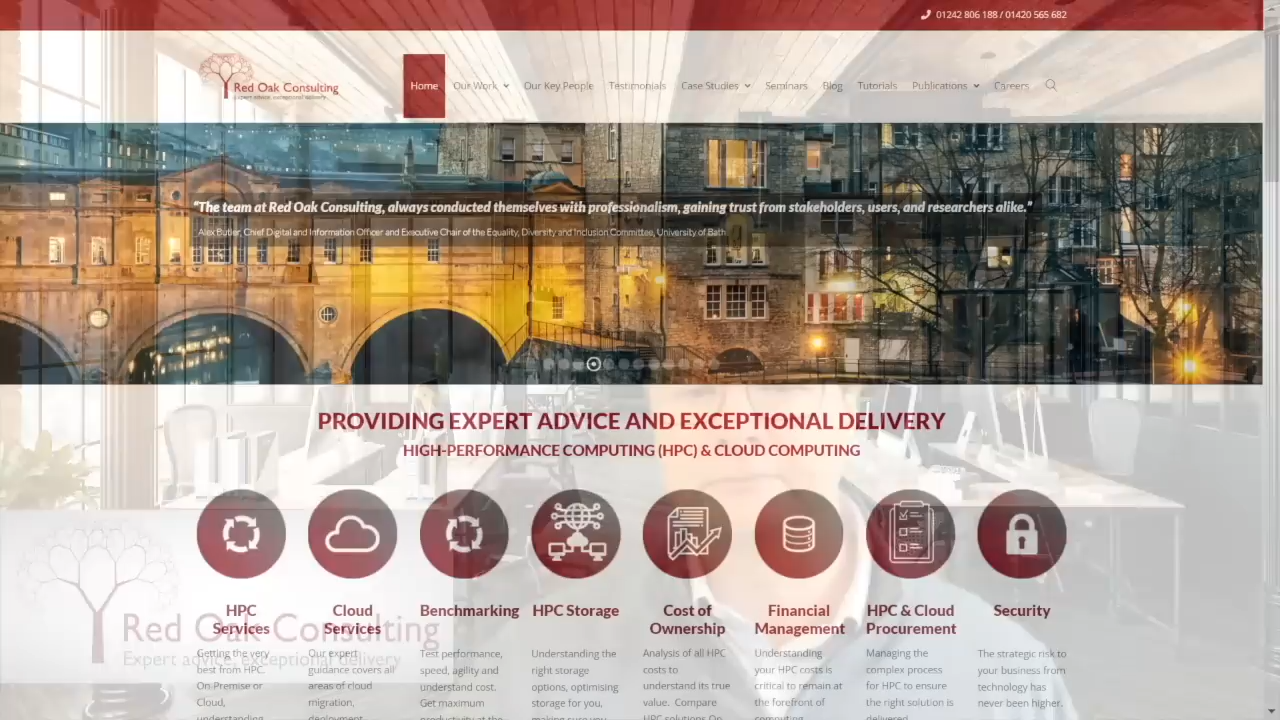 01242 806 188 / 01420 565 682
Red Oak Consulting
Expert advice, exceptional delivery
Home Our Work Our Key People Testimonials Case Studies Seminars Blog Tutorials Publications Careers
"The team at Red Oak Consulting, always conducted themselves with professionalism, gaining trust from stakeholders, users, and researchers alike."
Alex Butler, Chief Digital and Information Officer and Executive Chair of the Equality, Diversity and Inclusion Committee, University of Bath
PROVIDING EXPERT ADVICE AND EXCEPTIONAL DELIVERY
HIGH-PERFORMANCE COMPUTING (HPC) & CLOUD COMPUTING
HPC
Services
Getting the very
best from HPC.
On-Premise or
Cloud,
understanding
Cloud
Services
Our expert
guidance covers all
areas of cloud
migration,
deployment
Benchmarking
Test performance,
speed, agility and
understand cost.
Get maximum
productivity at the
HPC Storage
Understanding the
right storage
options, optimising
storage for you,
making sure you
Cost of
Ownership
Analysis of all HPC
costs to
understand its true
value. Compare
HPC solutions On
Financial
Management
Understanding
your HPC costs is
critical to remain at
the forefront of
computing
HPC & Cloud
Procurement
Managing the
complex process
for HPC to ensure
the right solution is
delivered
Security
The strategic risk to
your business from
technology has
never been higher.
Red Oak Consulting
Expert advice, exceptional delivery